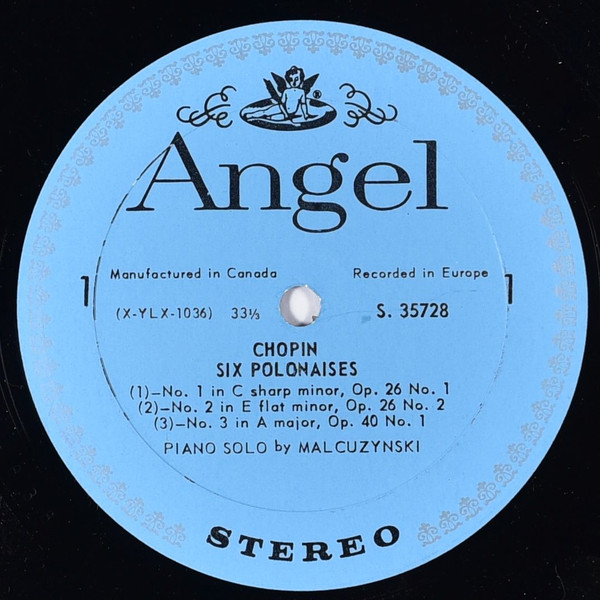 ®
Angel
Manufactured in Canada Recorded in Europe
1 1
(X-YLX-1036) 33⅓ S. 35728
CHOPIN
SIX POLONAISES
(1)—No. 1 in C sharp minor, Op. 26 No. 1
(2)—No. 2 in E flat minor, Op. 26 No. 2
(3)—No. 3 in A major, Op. 40 No. 1
PIANO SOLO by MALCUZYNSKI
STEREO